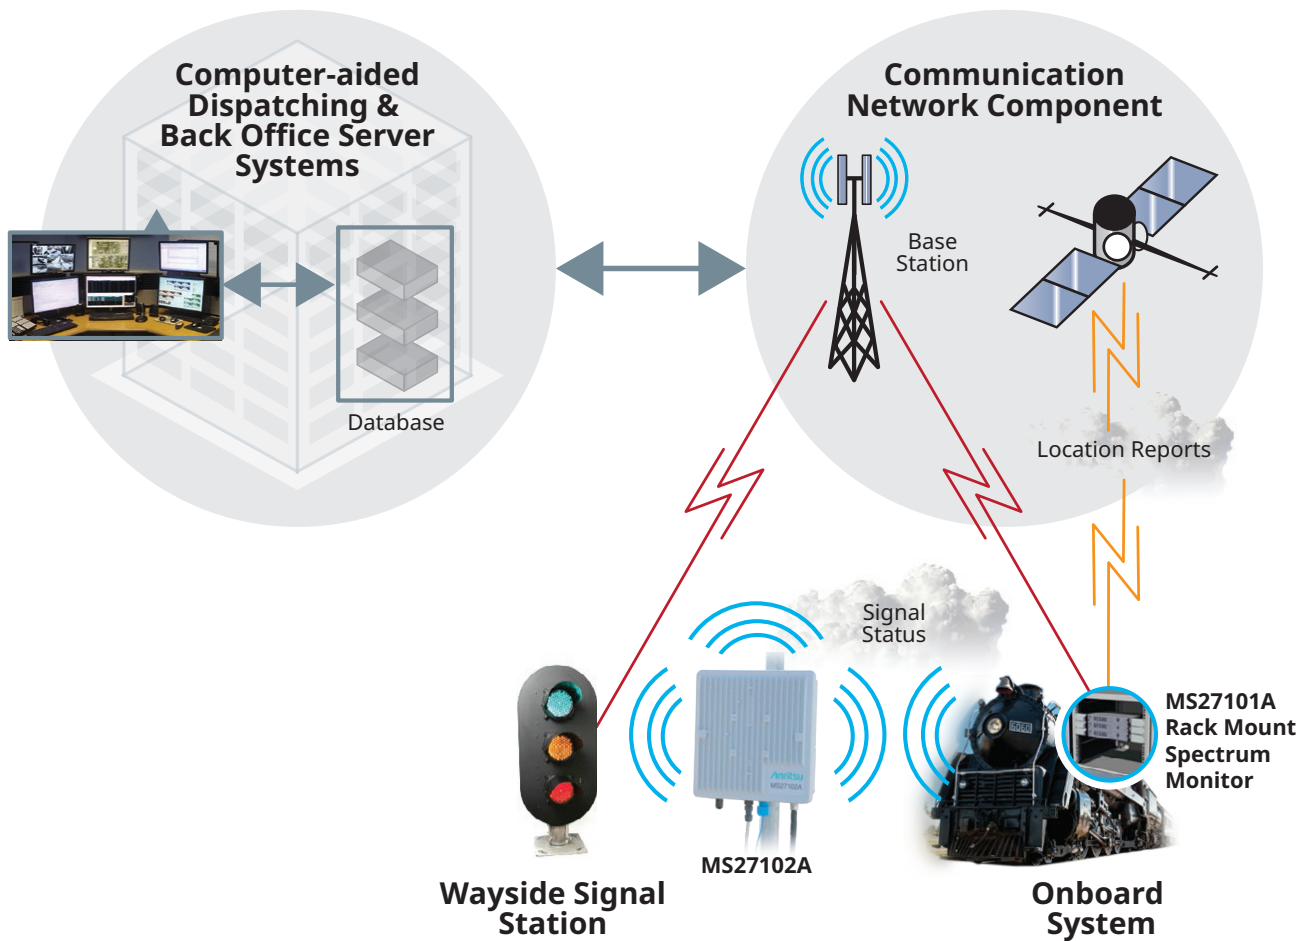 Computer-aided
Dispatching &
Back Office Server
Systems
Database
Communication
Network Component
Base
Station
Location Reports
Signal
Status
6060
Anritsu
MS27102A
MS27102A
MS27101A
Rack Mount
Spectrum
Monitor
Wayside Signal
Station
Onboard
System